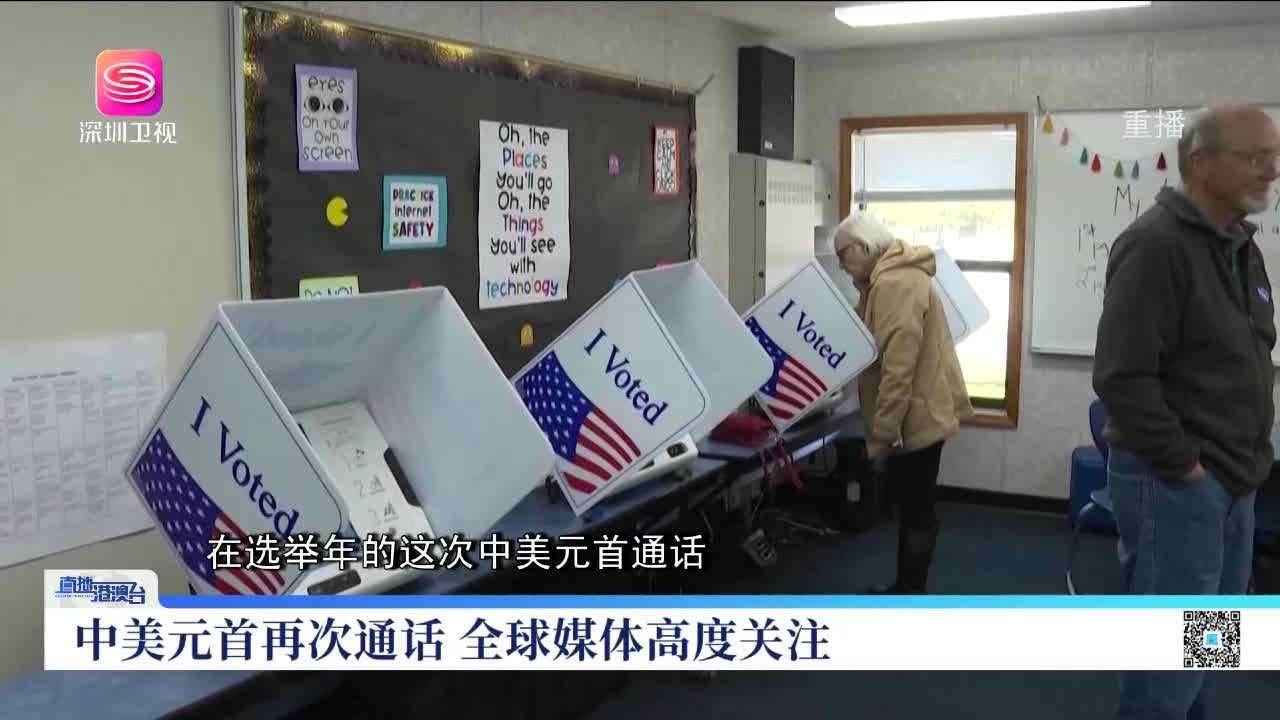 深圳卫视
重播
EYES
ON YOUR
OWN
SCREEN
PRACTICE
internet
SAFETY
Oh, the
Places
you'll go
Oh, the
Things
you'll see
with
technology
DO NOT
I Voted
I Voted
I Voted
在选举年的这次中美元首通话
直播港澳台
中美元首再次通话 全球媒体高度关注